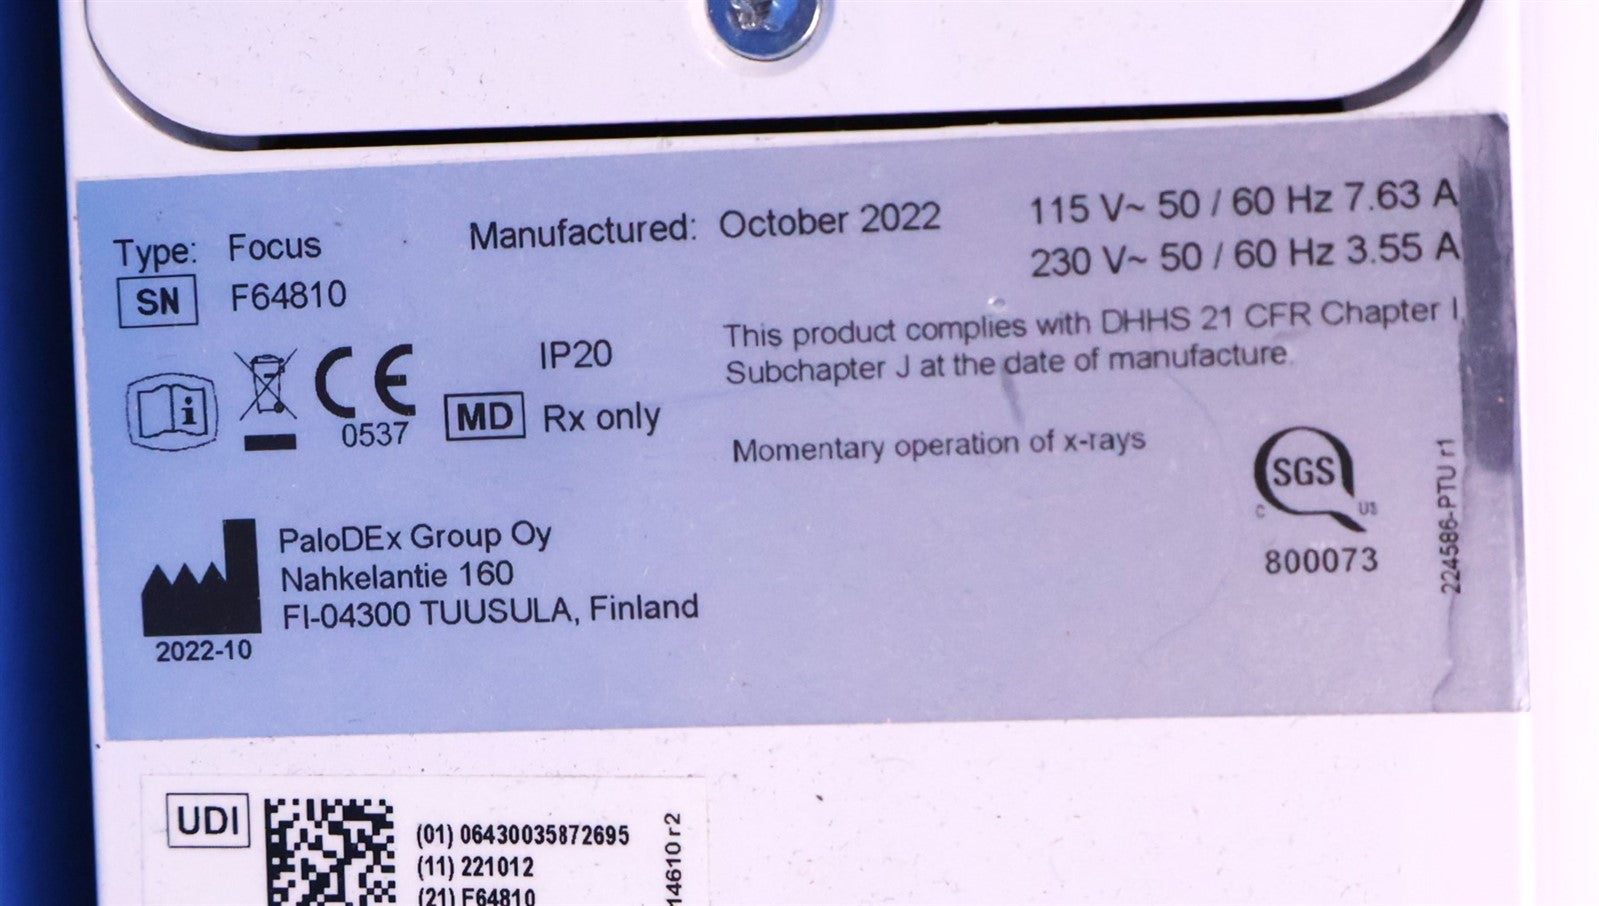 Type: Focus
SN F64810
Manufactured: October 2022
115 V~ 50 / 60 Hz 7.63 A
230 V~ 50 / 60 Hz 3.55 A
CE
0537
IP20
MD Rx only
This product complies with DHHS 21 CFR Chapter I,
Subchapter J at the date of manufacture.
Momentary operation of x-rays
SGS
C US
800073
224586-PTU r1
PaloDEx Group Oy
Nahkelantie 160
FI-04300 TUUSULA, Finland
2022-10
UDI
(01) 06430035872695
(11) 221012
(21) F64810
14610 r2